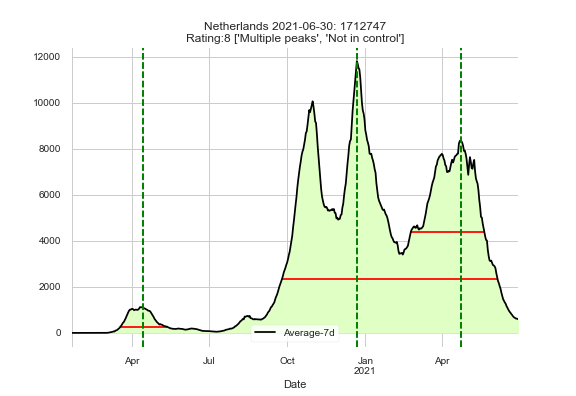 Netherlands 2021-06-30: 1712747
Rating:8 ['Multiple peaks', 'Not in control']
12000
10000
8000
6000
4000
2000
0
Average-7d
Apr
Jul
Oct
Jan
2021
Apr
Date